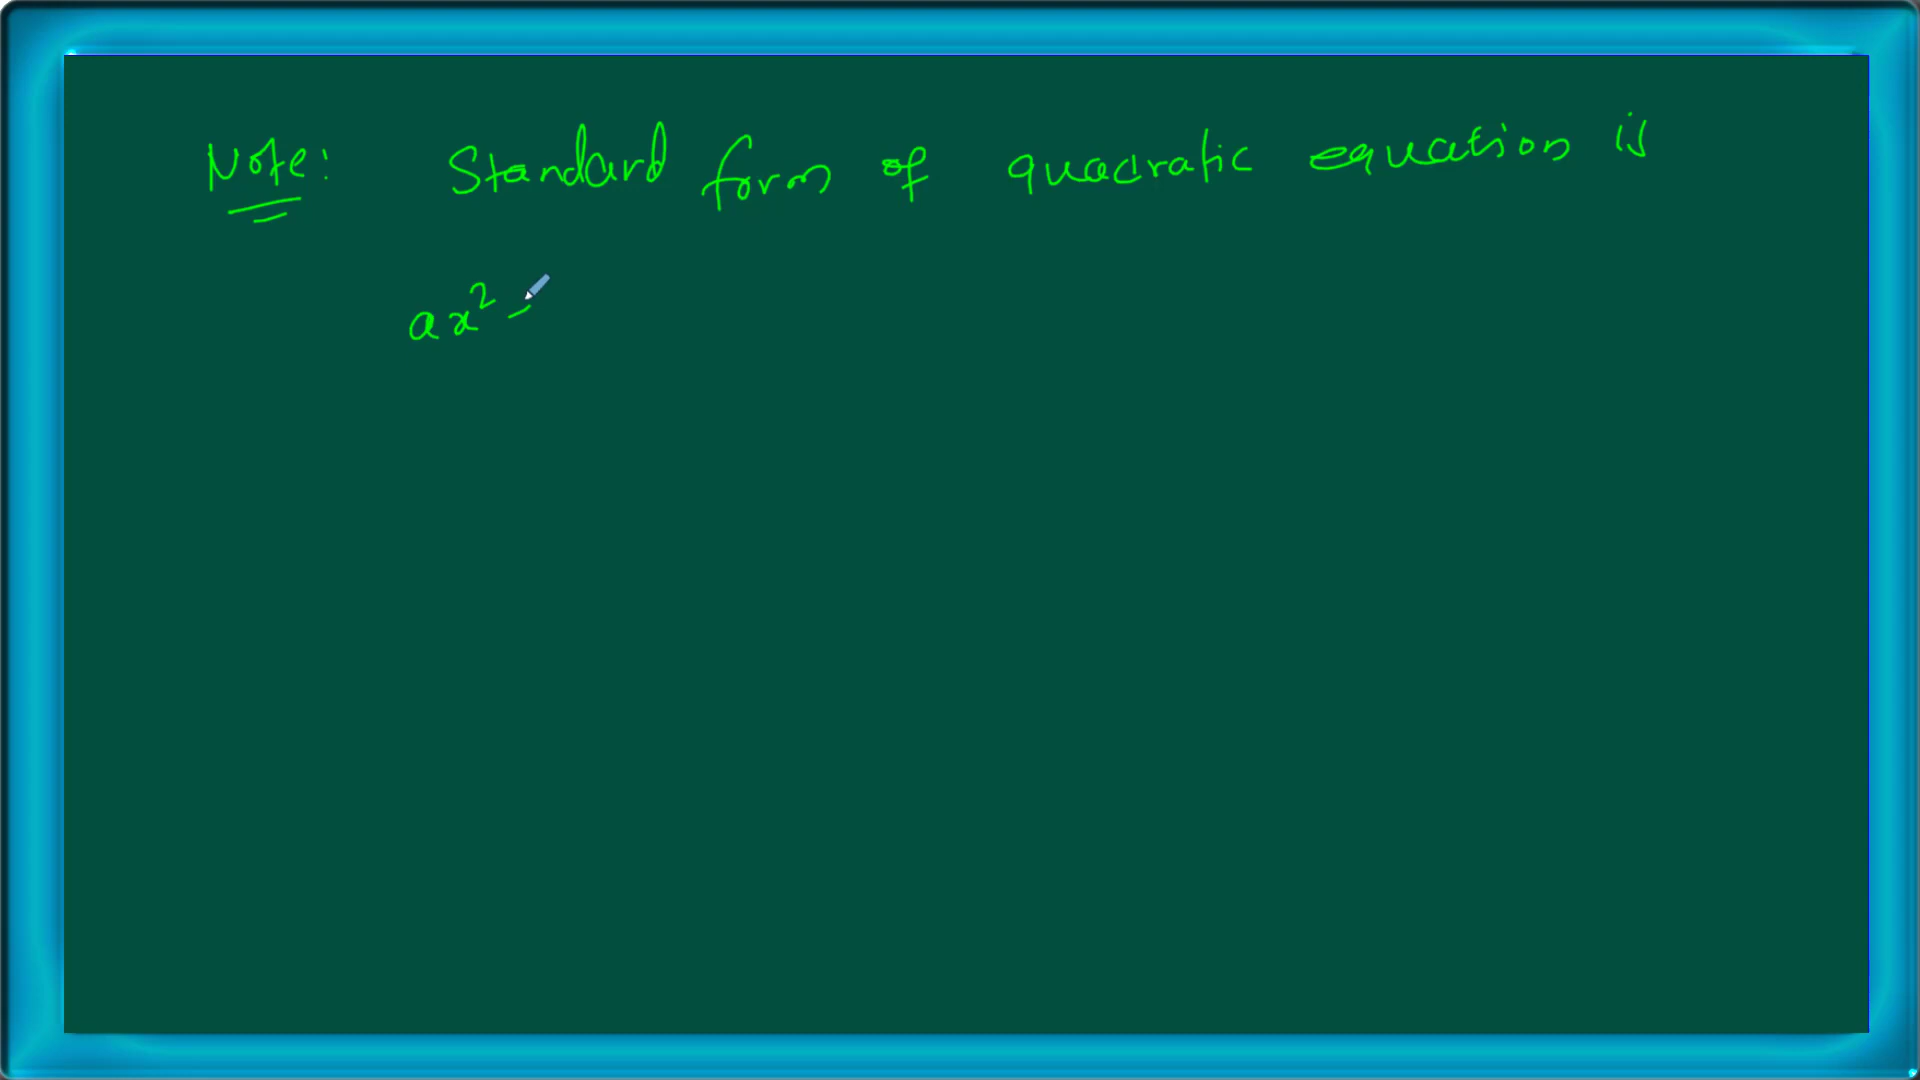 Note: Standard form of quadratic equation is
ax² -